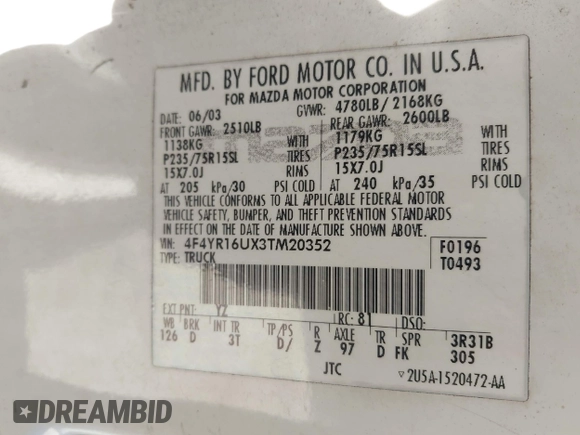 MFD. BY FORD MOTOR CO. IN U.S.A.
FOR MAZDA MOTOR CORPORATION
DATE: 06/03 GVWR: 4780LB/ 2168KG
FRONT GAWR: 2510LB REAR GAWR: 2600LB
1138KG WITH 1179KG WITH
P235/75R15SL TIRES P235/75R15SL TIRES
15X7.0J RIMS 15X7.0J RIMS
AT 205 kPa/30 PSI COLD AT 240 kPa/35 PSI COLD
THIS VEHICLE CONFORMS TO ALL APPLICABLE FEDERAL MOTOR
VEHICLE SAFETY, BUMPER, AND THEFT PREVENTION STANDARDS
IN EFFECT ON THE DATE OF MANUFACTURE SHOWN ABOVE.
VIN: 4F4YR16UX3TM20352 F0196
TYPE: TRUCK T0493
EXT PNT: YZ RC: 81 DSO:
WB BRK INT TR TP/PS R AXLE TR SPR 3R31B
126 D 3T D/ Z 97 D FK 305
JTC ▽2U5A-1520472-AA
mazda
DREAMBID